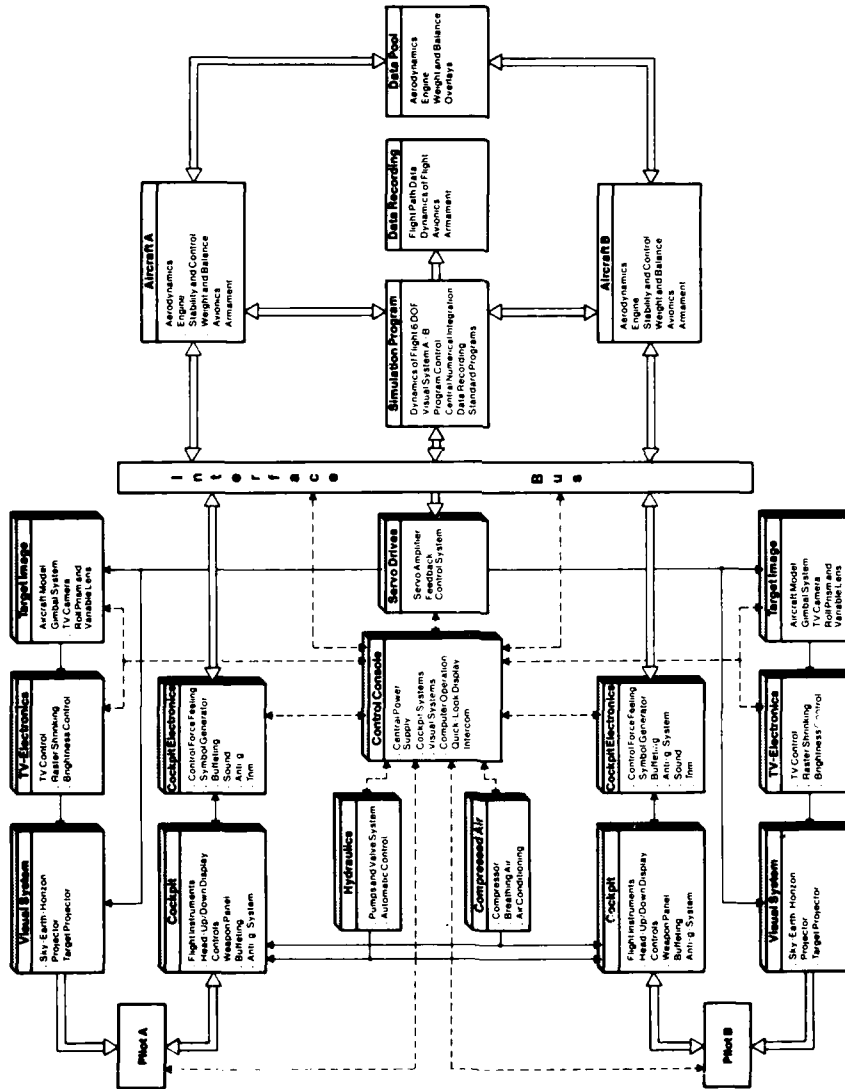 Pilot A
Visual System
Sky-Earth-Horizon
Projector
Target Projector
TV-Electronics
TV Control
Raster Shrinking
Brightness Control
Target Image
Aircraft Model
Gimbal System
TV Camera
Roll Prism and
Variable Lens
Cockpit
Flight Instruments
Head Up/Down Display
Controls
Weapon Panel
Buffeting
Anti-g-System
Cockpit Electronics
Control Force Feeling
Symbol Generator
Buffeting
Sound
Anti-g
Trim
Hydraulics
Pumps and Valve System
Automatic Control
Compressed Air
Compressor
Breathing Air
Air Conditioning
Control Console
Central Power
Supply
Cockpit Systems
Visual Systems
Computer Operation
Quick Look Display
Intercom
Servo Drives
Servo Amplifier
Feedback
Control System
Interface Bus
Aircraft A
Aerodynamics
Engine
Stability and Control
Weight and Balance
Avionics
Armament
Simulation Program
Dynamics of Flight 6 DOF
Visual System A - B
Program Control
Central Numerical Integration
Data Recording
Standard Programs
Data Recording
Flight Path Data
Dynamics of Flight
Avionics
Armament
Data Pool
Aerodynamics
Engine
Weight and Balance
Overlays
Aircraft B
Aerodynamics
Engine
Stability and Control
Weight and Balance
Avionics
Armament
Cockpit
Flight Instruments
Head Up/Down Display
Controls
Weapon Panel
Buffeting
Anti-g-System
Cockpit Electronics
Control Force Feeling
Symbol Generator
Buffeting
Anti-g-System
Sound
Trim
Pilot B
Visual System
Sky-Earth-Horizon
Projector
Target Projector
TV-Electronics
TV Control
Raster Shrinking
Brightness Control
Target Image
Aircraft Model
Gimbal System
TV Camera
Roll Prism and
Variable Lens